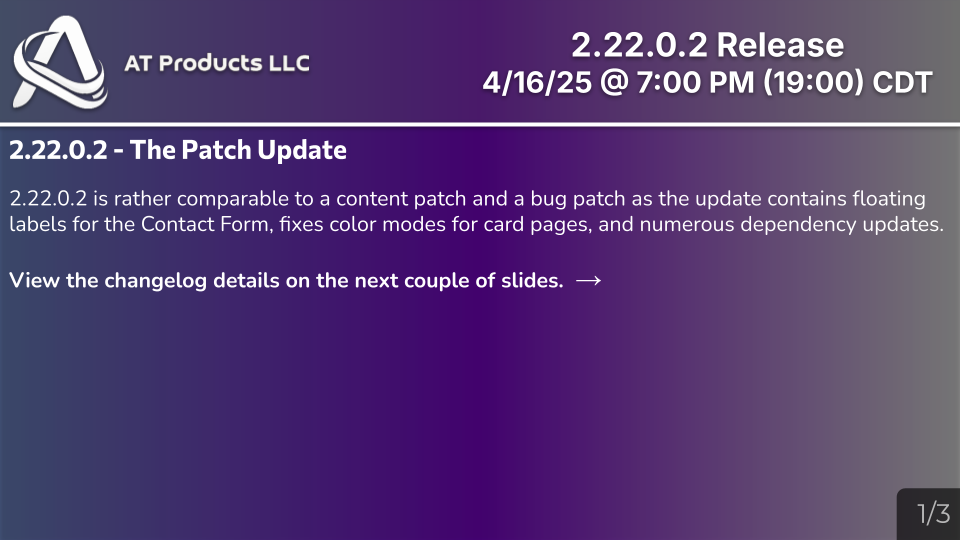 AT Products LLC
2.22.0.2 Release
4/16/25 @ 7:00 PM (19:00) CDT
2.22.0.2 - The Patch Update
2.22.0.2 is rather comparable to a content patch and a bug patch as the update contains floating
labels for the Contact Form, fixes color modes for card pages, and numerous dependency updates.
View the changelog details on the next couple of slides. →
1/3